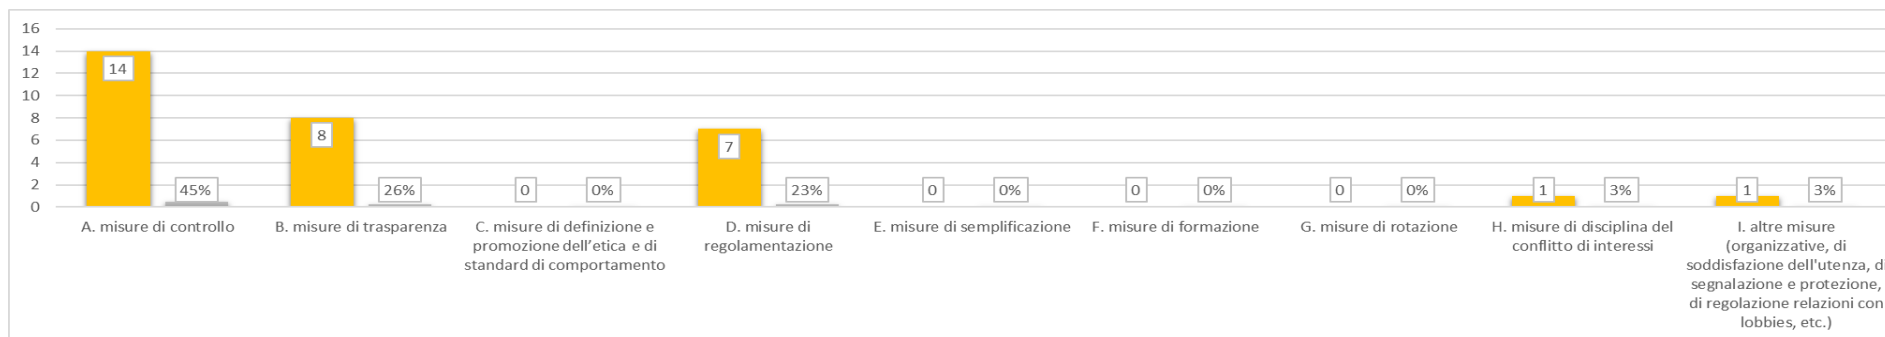 16
14
12
10
8
6
4
2
0
14
45%
8
26%
0
0%
7
23%
0
0%
0
0%
0
0%
1
3%
1
3%
A. misure di controllo
B. misure di trasparenza
C. misure di definizione e
promozione dell’etica e di
standard di comportamento
D. misure di
regolamentazione
E. misure di semplificazione
F. misure di formazione
G. misure di rotazione
H. misure di disciplina del
conflitto di interessi
I. altre misure
(organizzative, di
soddisfazione dell'utenza, di
segnalazione e protezione,
di regolazione relazioni con
lobbies, etc.)